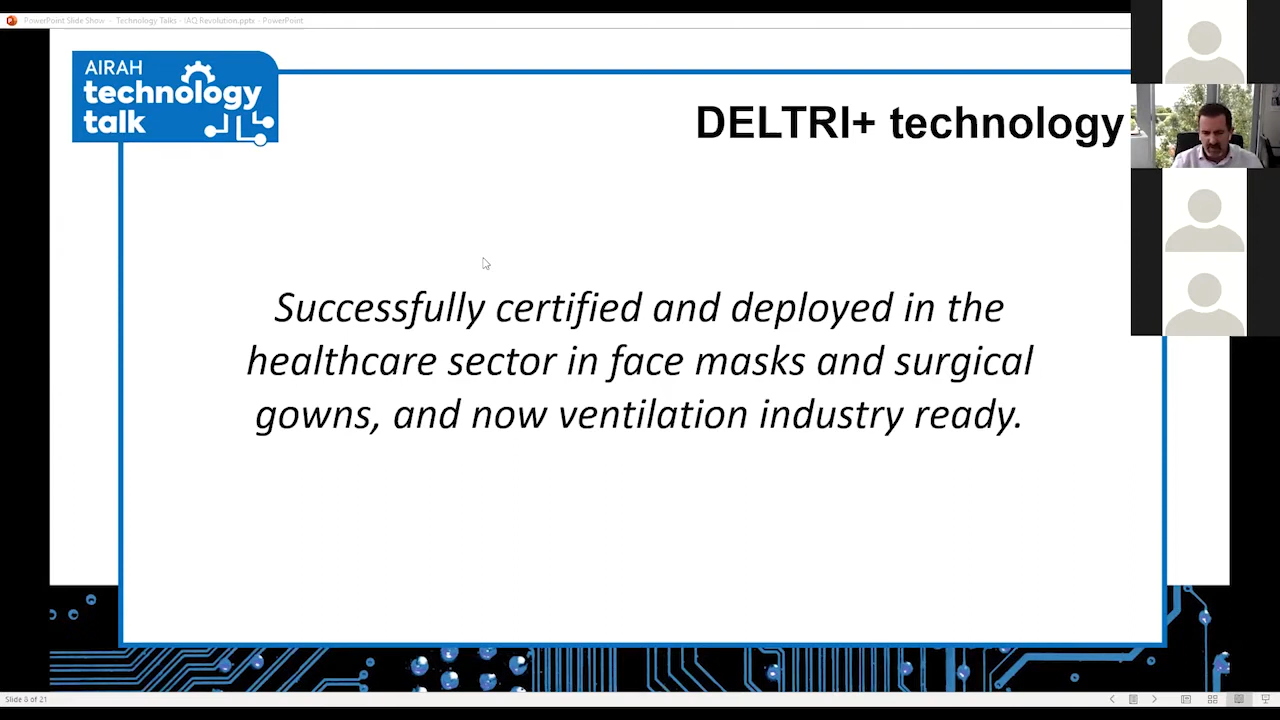 PowerPoint Slide Show - Technology Talks - IAQ Revolution.pptx - PowerPoint
AIRAH
technology
talk
DELTRI+ technology
Successfully certified and deployed in the
healthcare sector in face masks and surgical
gowns, and now ventilation industry ready.
Slide 8 of 21